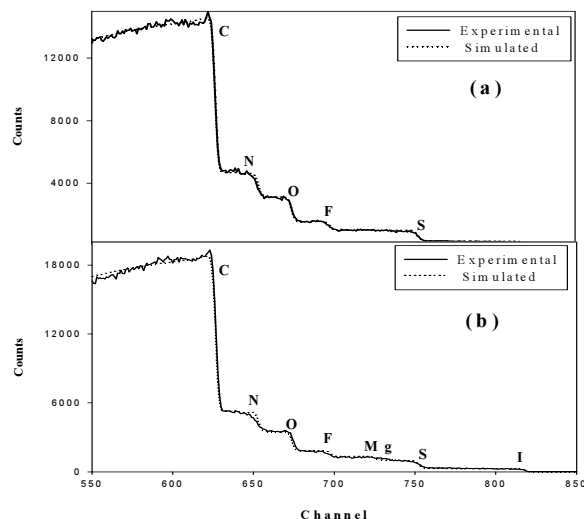 15000
12000
8000
4000
Counts
C
N
O
F
S
Experimental
Simulated
(a)
18000
12000
6000
0
Counts
C
N
O
F
M g
S
I
Experimental
Simulated
(b)
550 600 650 700 750 800 850
Channel